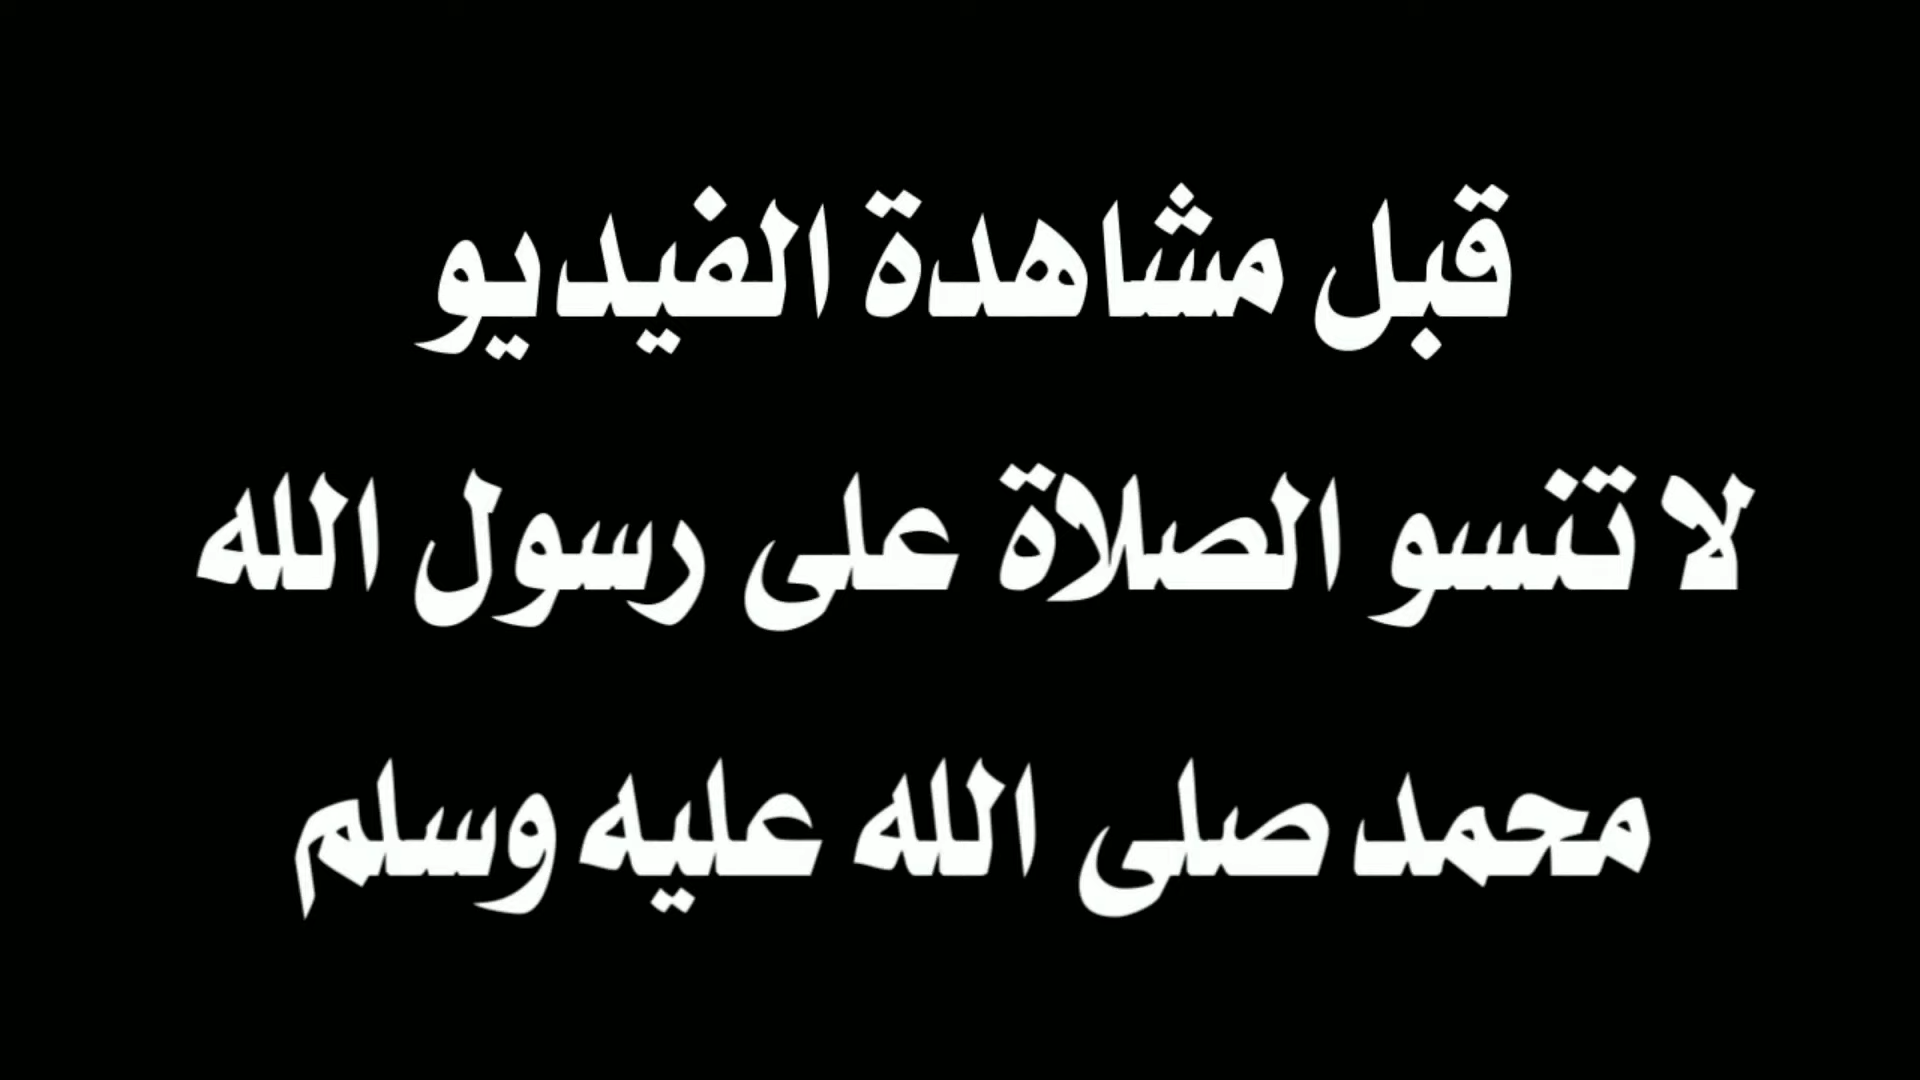 قبل مشاهدة الفيديو
لا تنسو الصلاة على رسول الله
محمد صلى الله عليه وسلم